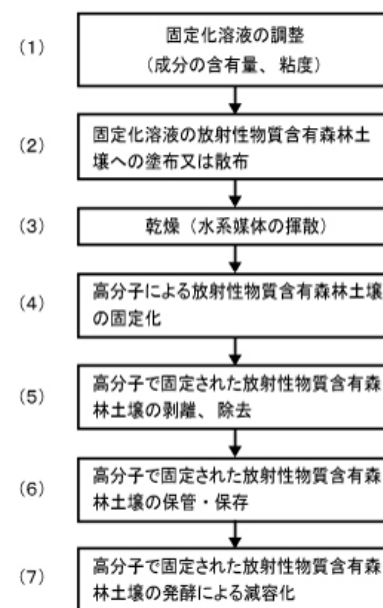 (1)
固定化溶液の調整
(成分の含有量、粘度)
(2)
固定化溶液の放射性物質含有森林土
壌への塗布又は散布
(3)
乾燥(水系媒体の揮散)
(4)
高分子による放射性物質含有森林土壌
の固定化
(5)
高分子で固定された放射性物質含有森
林土壌の剥離、除去
(6)
高分子で固定された放射性物質含有森
林土壌の保管・保存
(7)
高分子で固定された放射性物質含有森
林土壌の発酵による減容化